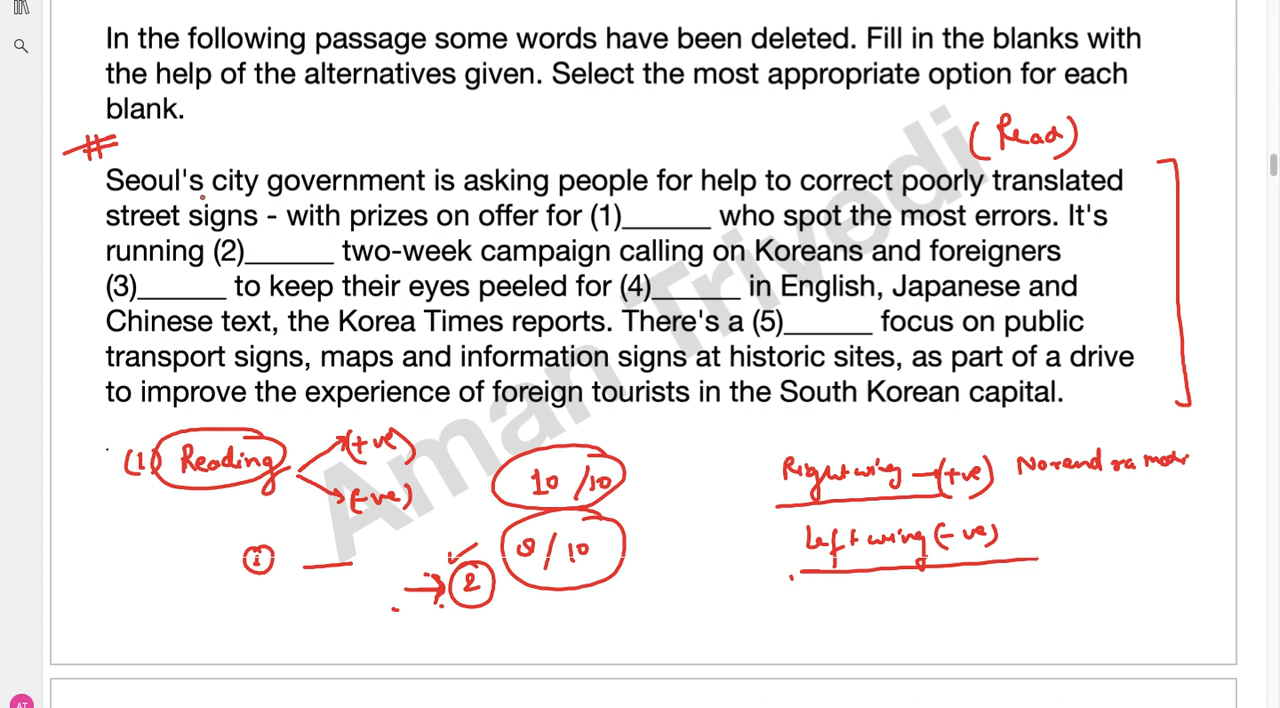 In the following passage some words have been deleted. Fill in the blanks with
the help of the alternatives given. Select the most appropriate option for each
blank.
(Read)
#
Seoul's city government is asking people for help to correct poorly translated
street signs - with prizes on offer for (1)______ who spot the most errors. It's
running (2)______ two-week campaign calling on Koreans and foreigners
(3)______ to keep their eyes peeled for (4)______ in English, Japanese and
Chinese text, the Korea Times reports. There's a (5)______ focus on public
transport signs, maps and information signs at historic sites, as part of a drive
to improve the experience of foreign tourists in the South Korean capital.
Aman Trivedi
(1) Reading
(+ve)
(-ve)
10/10
8/10
Right wing - (+ve) Narendra modi
Left wing (-ve)
(i) __
→ 2
AT